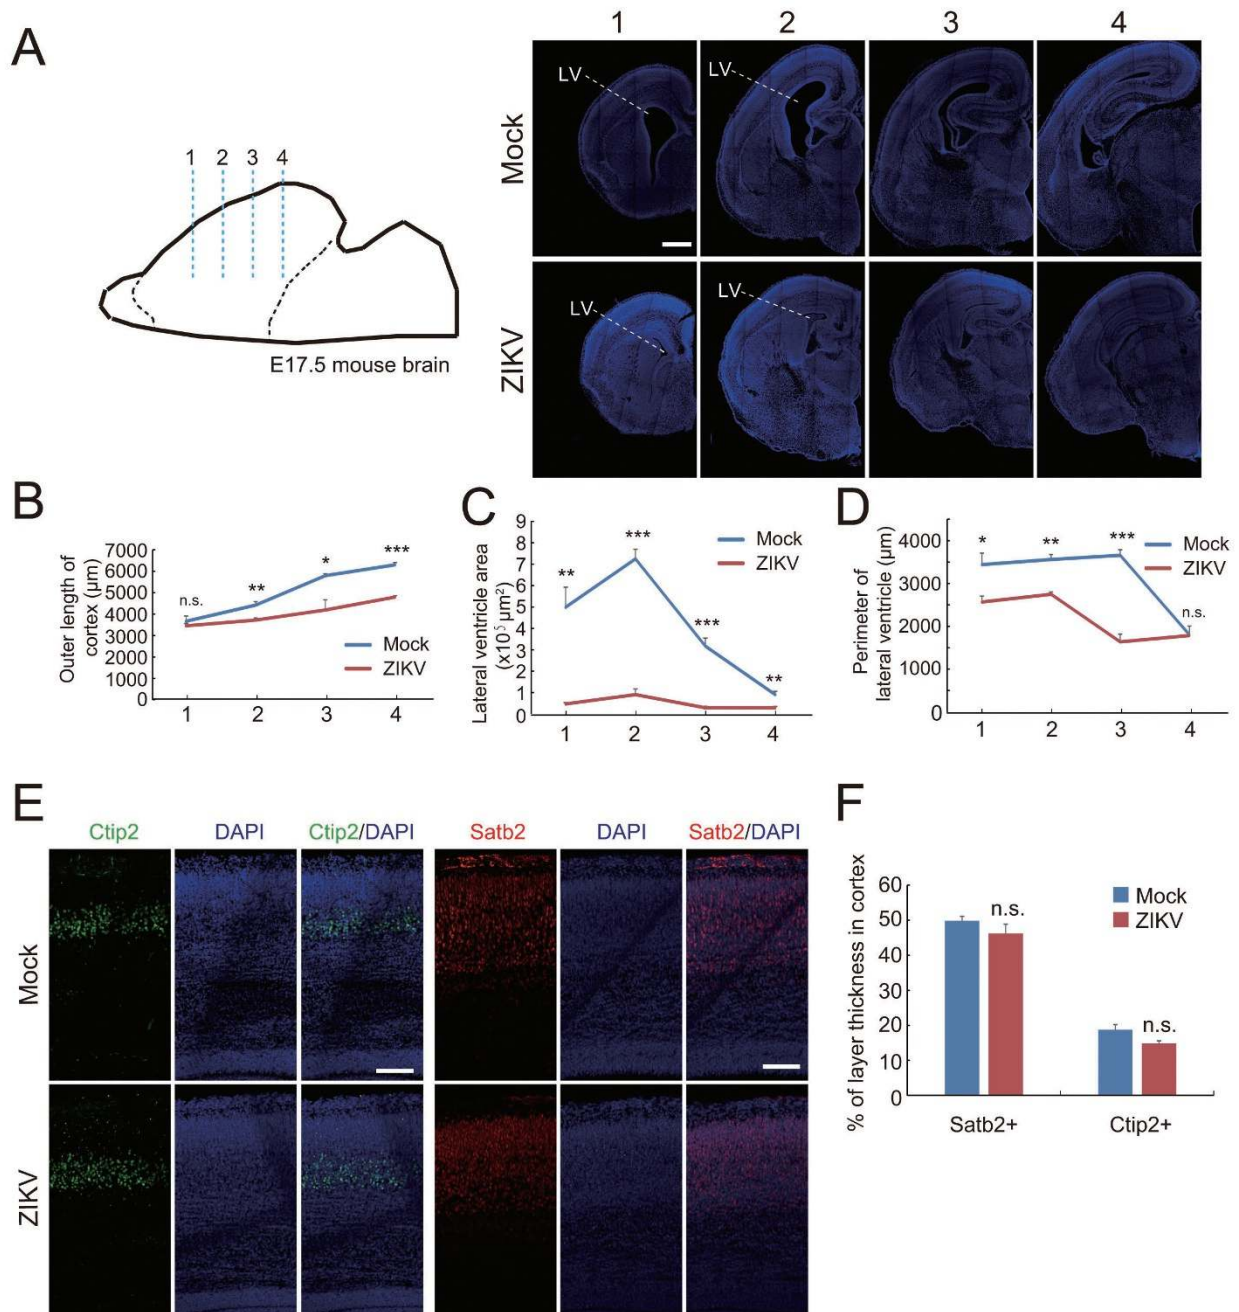 A
1 2 3 4
E17.5 mouse brain
1 2 3 4
Mock
LV
LV
ZIKV
LV
LV
B
Outer length of
cortex (μm)
7000
6000
5000
4000
3000
2000
1000
0
n.s.
**
*
***
Mock
ZIKV
1 2 3 4
C
Lateral ventricle area
(x10⁵ μm²)
9
8
7
6
5
4
3
2
1
0
**
***
***
**
Mock
ZIKV
1 2 3 4
D
Perimeter of
lateral ventricle (μm)
4000
3000
2000
1000
0
*
**
***
n.s.
Mock
ZIKV
1 2 3 4
E
Ctip2 DAPI Ctip2/DAPI Satb2 DAPI Satb2/DAPI
Mock
ZIKV
F
% of layer thickness in cortex
60
50
40
30
20
10
0
Mock
ZIKV
n.s.
n.s.
Satb2+ Ctip2+